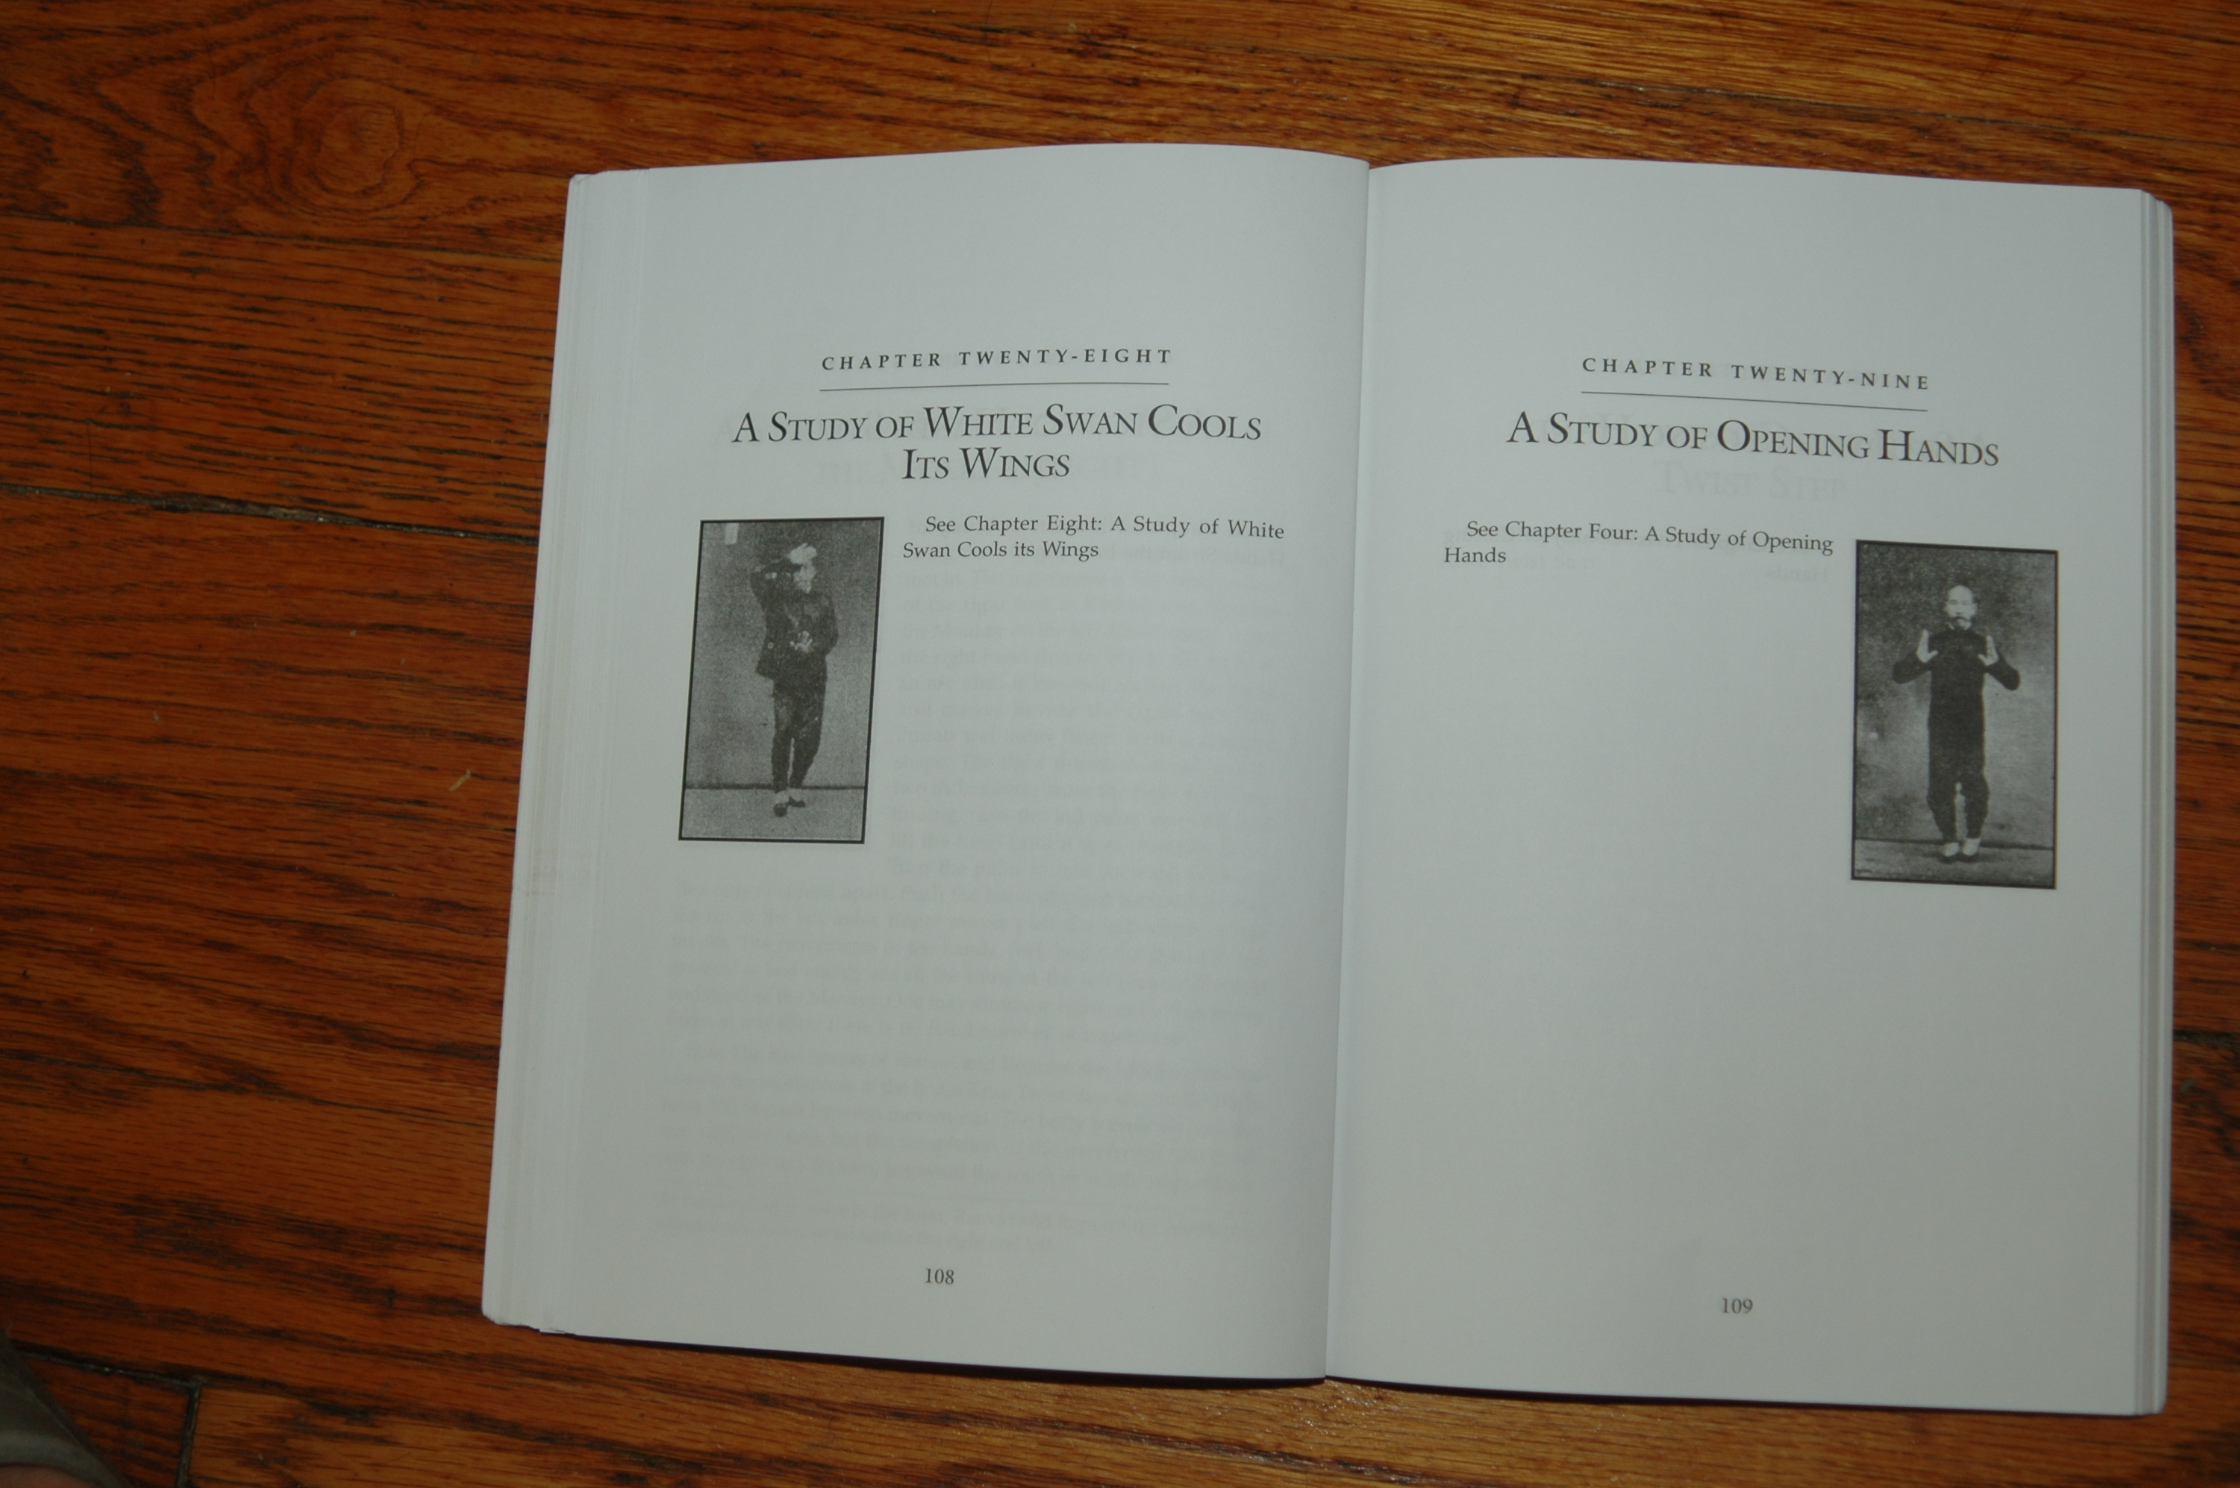 CHAPTER TWENTY-EIGHT
A STUDY OF WHITE SWAN COOLS
ITS WINGS
See Chapter Eight: A Study of White
Swan Cools its Wings
108
CHAPTER TWENTY-NINE
A STUDY OF OPENING HANDS
See Chapter Four: A Study of Opening
Hands
109